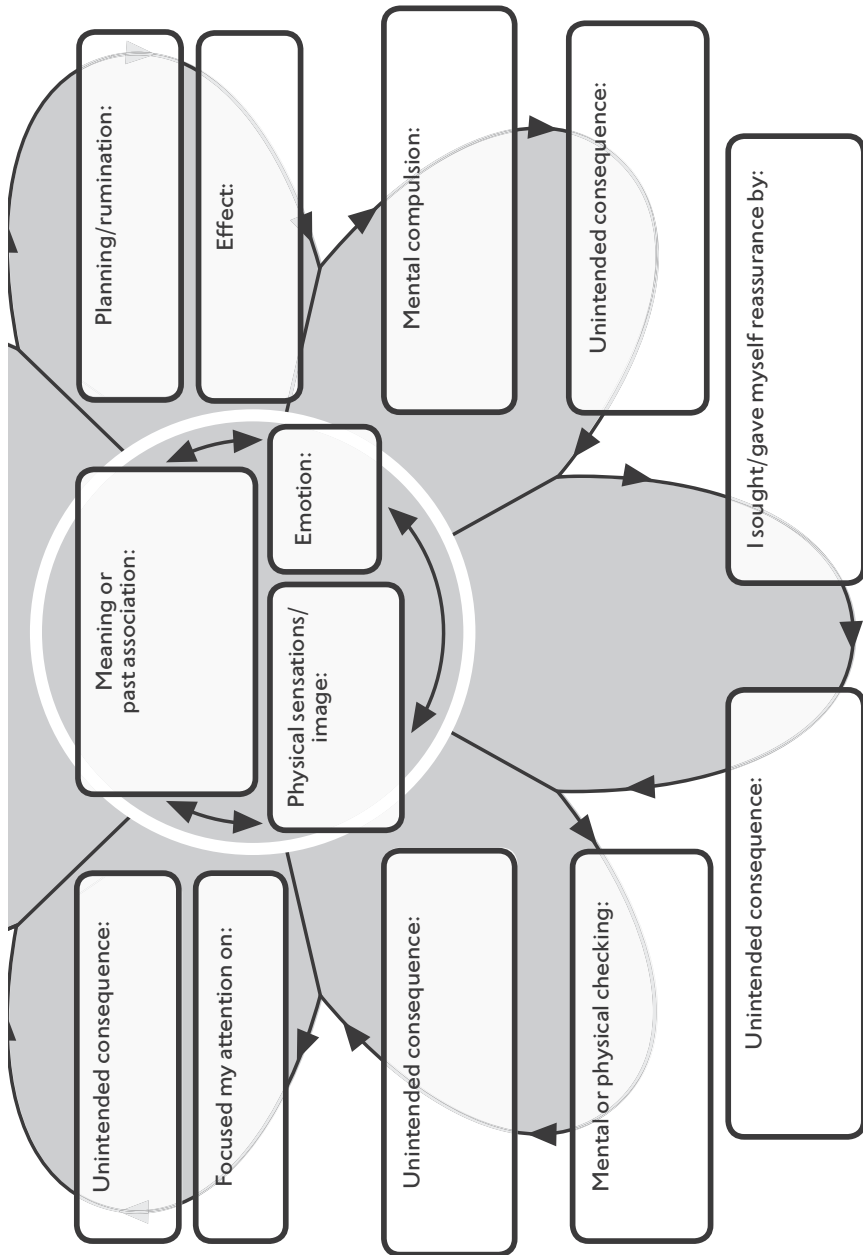 Unintended consequence:
Meaning or
past association:
Planning/rumination:
Focused my attention on:
Effect:
Physical sensations/
image:
Emotion:
Unintended consequence:
Mental compulsion:
Mental or physical checking:
Unintended consequence:
Unintended consequence:
I sought/gave myself reassurance by: